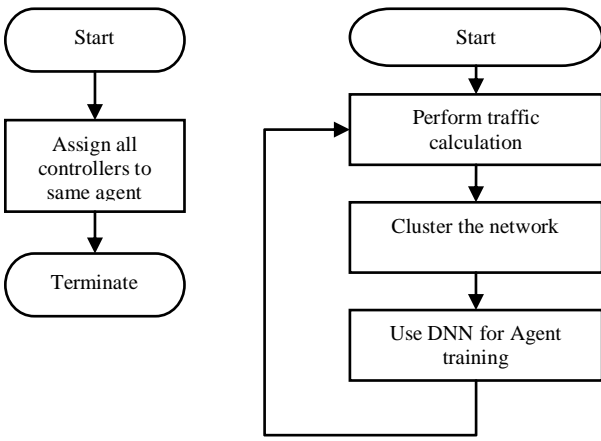 Start
Assign all
controllers to
same agent
Terminate
Start
Perform traffic
calculation
Cluster the network
Use DNN for Agent
training